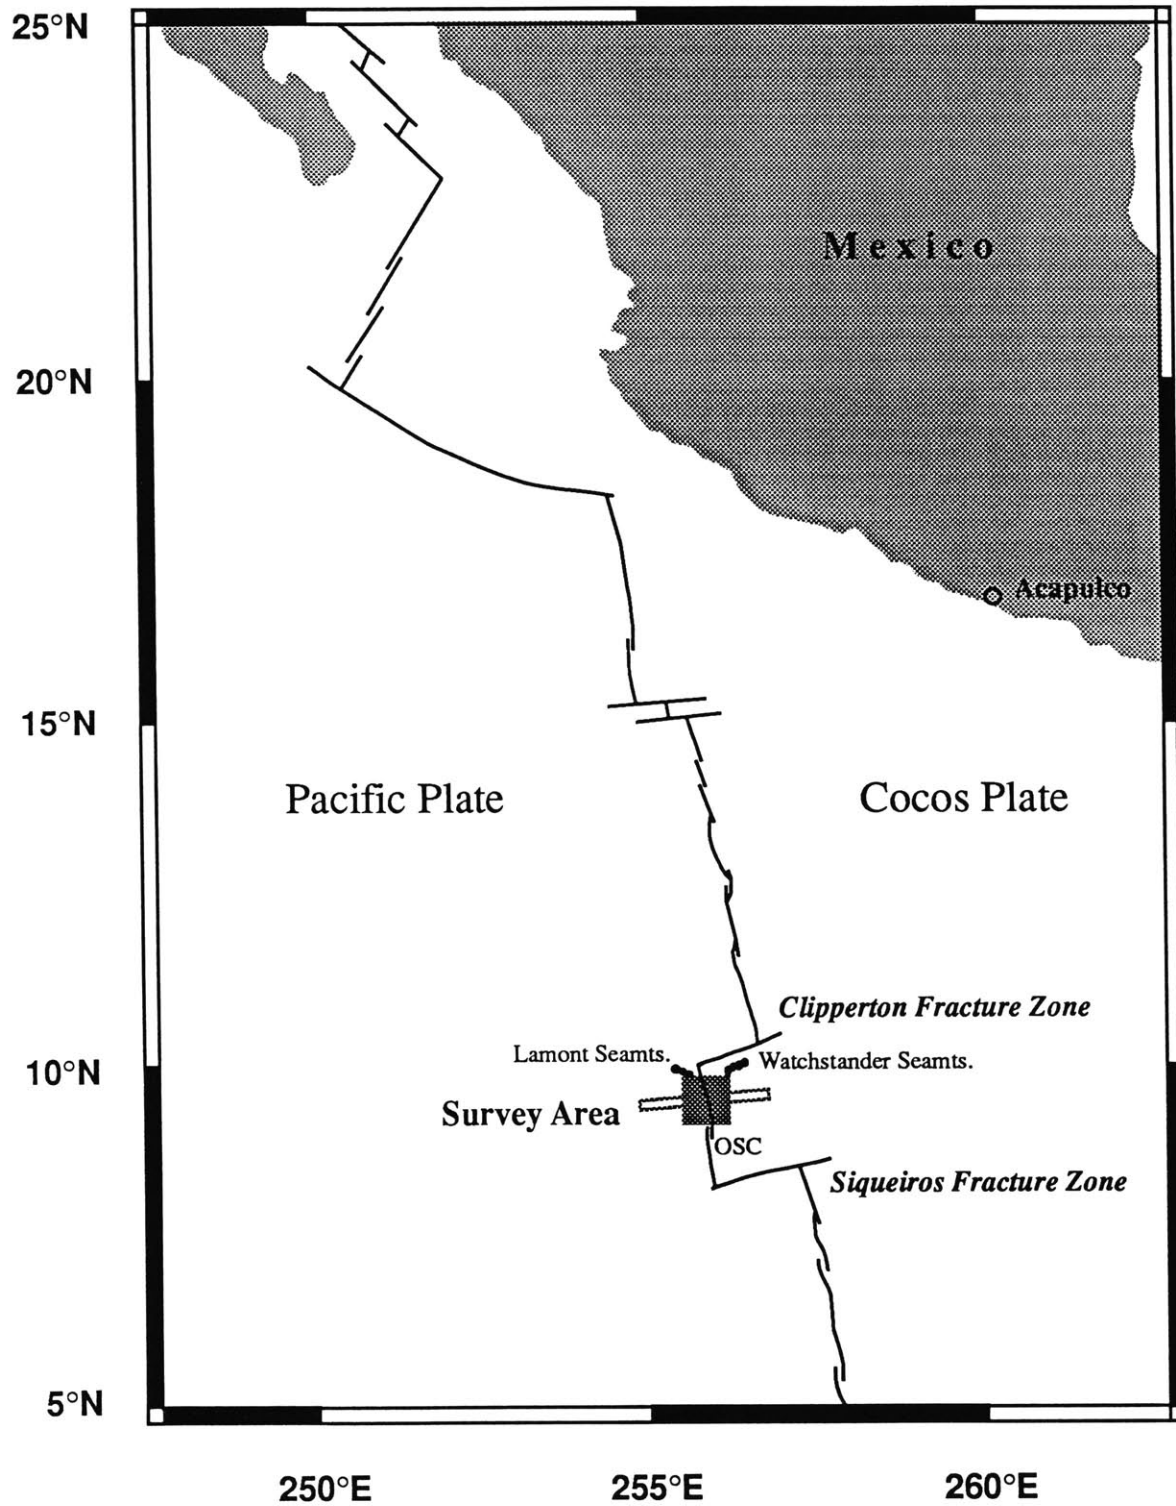 25°N
Mexico
20°N
Acapulco
15°N
Pacific Plate
Cocos Plate
Clipperton Fracture Zone
Lamont Seamts.
Watchstander Seamts.
10°N
Survey Area
OSC
Siqueiros Fracture Zone
5°N
250°E
255°E
260°E